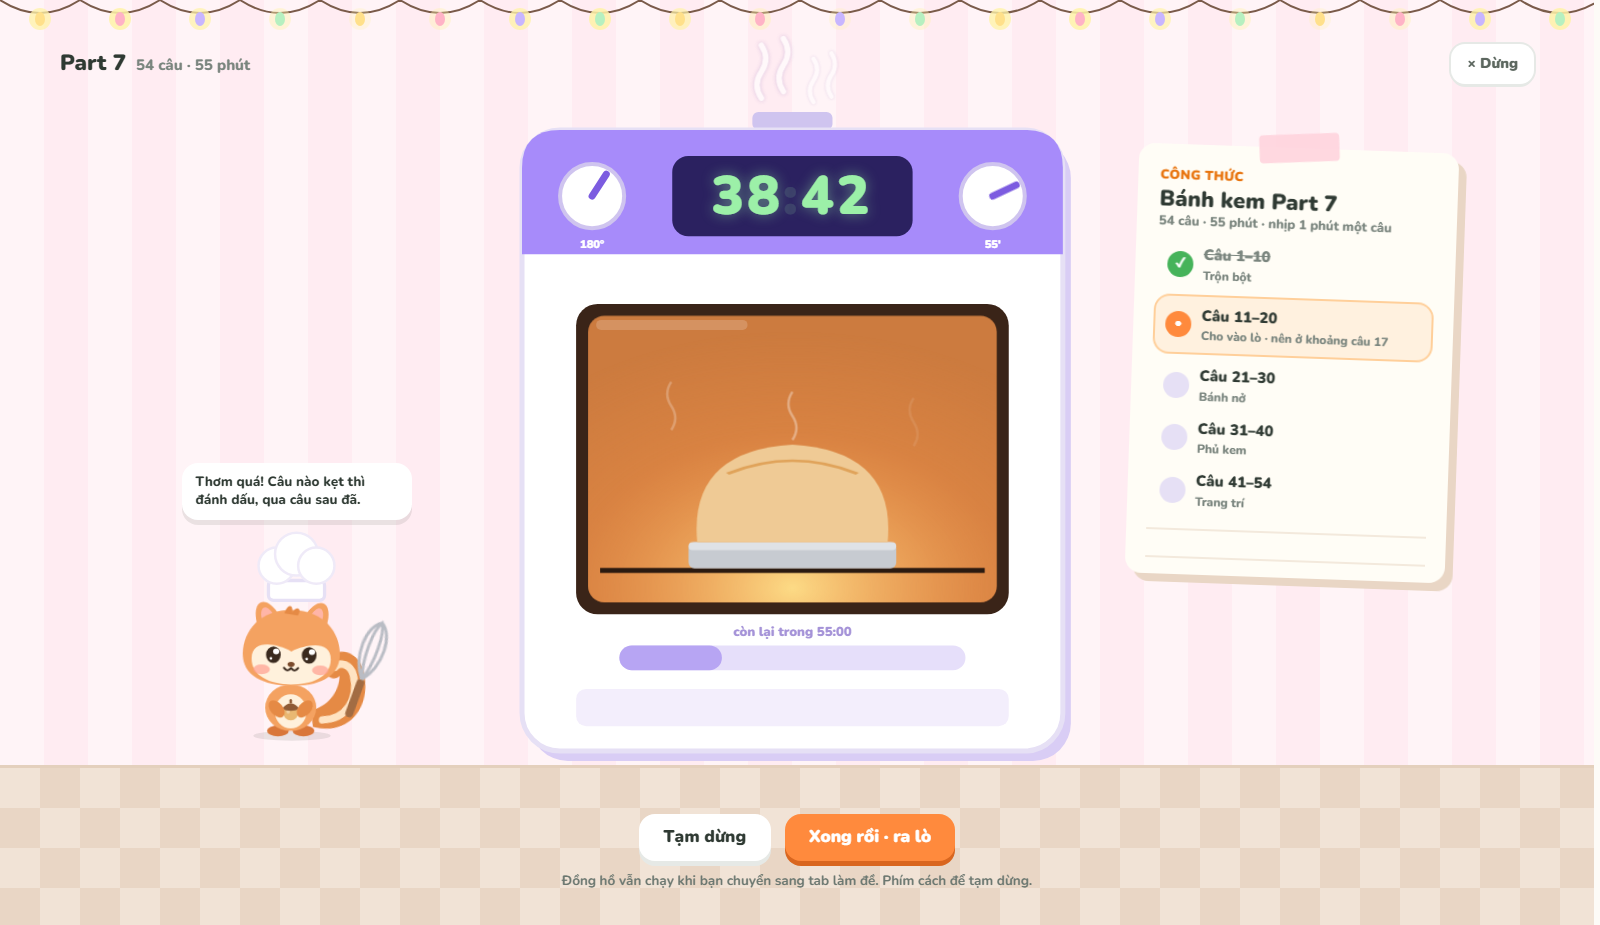 Part 7 54 câu · 55 phút
× Dừng
38:42
180°
55'
CÔNG THỨC
Bánh kem Part 7
54 câu · 55 phút · nhịp 1 phút một câu
Câu 1–10
Trộn bột
Câu 11–20
Cho vào lò · nên ở khoảng câu 17
Câu 21–30
Bánh nở
Câu 31–40
Phủ kem
Câu 41–54
Trang trí
Thơm quá! Câu nào kẹt thì
đánh dấu, qua câu sau đã.
còn lại trong 55:00
Tạm dừng
Xong rồi · ra lò
Đồng hồ vẫn chạy khi bạn chuyển sang tab làm đề. Phím cách để tạm dừng.